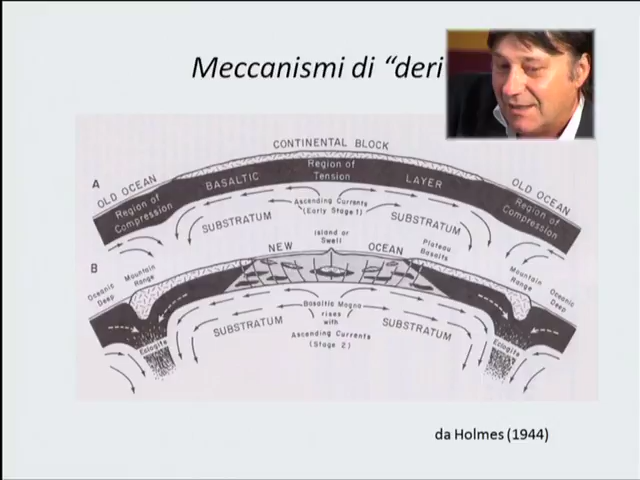 Meccanismi di “deri
CONTINENTAL BLOCK
A
OLD OCEAN
Region of
Compression
BASALTIC
Region of
Tension
LAYER
OLD OCEAN
Region of
Compression
SUBSTRATUM
Ascending Currents
(Early Stage 1)
SUBSTRATUM
B
Oceanic
Deep
Mountain
Range
NEW
Island or
Swell
OCEAN
Plateau
Basalts
Mountain
Range
Oceanic
Deep
Eclogite
SUBSTRATUM
Basaltic Magma
rises
with
Ascending Currents
(Stage 2)
SUBSTRATUM
Eclogite
da Holmes (1944)